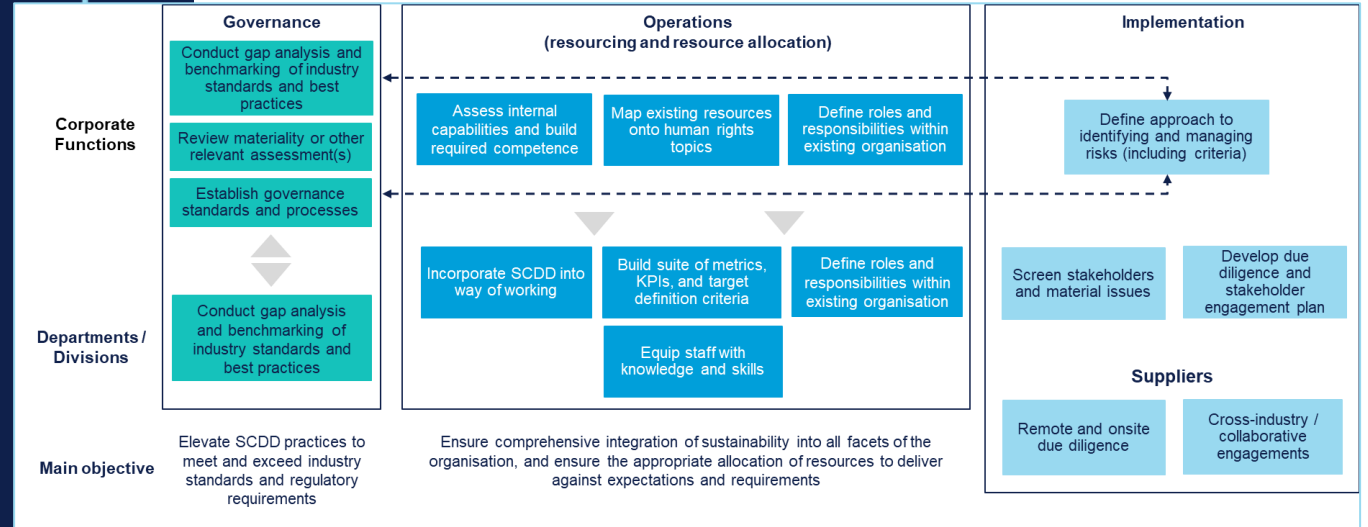 Governance
Conduct gap analysis and
benchmarking of industry
standards and best
practices
Corporate
Functions
Review materiality or other
relevant assessment(s)
Establish governance
standards and processes
Departments /
Divisions
Conduct gap analysis
and benchmarking of
industry standards and
best practices
Main objective
Elevate SCDD practices to
meet and exceed industry
standards and regulatory
requirements
Operations
(resourcing and resource allocation)
Assess internal
capabilities and build
required competence
Map existing resources
onto human rights
topics
Define roles and
responsibilities within
existing organisation
Incorporate SCDD into
way of working
Build suite of metrics,
KPIs, and target
definition criteria
Define roles and
responsibilities within
existing organisation
Equip staff with
knowledge and skills
Ensure comprehensive integration of sustainability into all facets of the
organisation, and ensure the appropriate allocation of resources to deliver
against expectations and requirements
Implementation
Define approach to
identifying and managing
risks (including criteria)
Screen stakeholders
and material issues
Develop due
diligence and
stakeholder
engagement plan
Suppliers
Remote and onsite
due diligence
Cross-industry /
collaborative
engagements